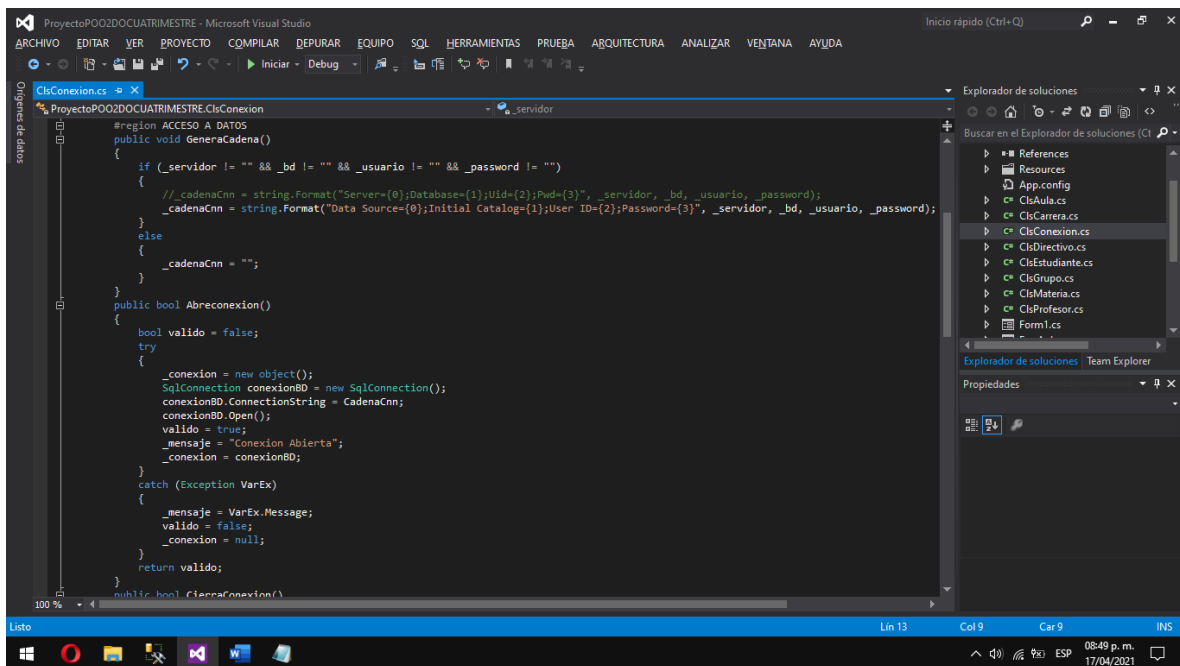 ProyectoPOO2DOCUATRIMESTRE - Microsoft Visual Studio
Inicio rápido (Ctrl+Q)
ARCHIVO EDITAR VER PROYECTO COMPILAR DEPURAR EQUIPO SQL HERRAMIENTAS PRUEBA ARQUITECTURA ANALIZAR VENTANA AYUDA
Iniciar Debug
Orígenes de datos
ClsConexion.cs
ProyectoPOO2DOCUATRIMESTRE.ClsConexion
_servidor
#region ACCESO A DATOS
public void GeneraCadena()
{
if (_servidor != "" && _bd != "" && _usuario != "" && _password != "")
{
//_cadenaCnn = string.Format("Server={0};Database={1};Uid={2};Pwd={3}", _servidor, _bd, _usuario, _password);
_cadenaCnn = string.Format("Data Source={0};Initial Catalog={1};User ID={2};Password={3}", _servidor, _bd, _usuario, _password);
}
else
{
_cadenaCnn = "";
}
}
public bool Abreconexion()
{
bool valido = false;
try
{
_conexion = new object();
SqlConnection conexionBD = new SqlConnection();
conexionBD.ConnectionString = CadenaCnn;
conexionBD.Open();
valido = true;
_mensaje = "Conexion Abierta";
_conexion = conexionBD;
}
catch (Exception VarEx)
{
_mensaje = VarEx.Message;
valido = false;
_conexion = null;
}
return valido;
}
public bool CierraConexion()
100 %
Explorador de soluciones
Buscar en el Explorador de soluciones (Ct
References
Resources
App.config
ClsAula.cs
ClsCarrera.cs
ClsConexion.cs
ClsDirectivo.cs
ClsEstudiante.cs
ClsGrupo.cs
ClsMateria.cs
ClsProfesor.cs
Form1.cs
Explorador de soluciones Team Explorer
Propiedades
Listo
Lín 13 Col 9 Car 9 INS
ESP
08:49 p. m.
17/04/2021